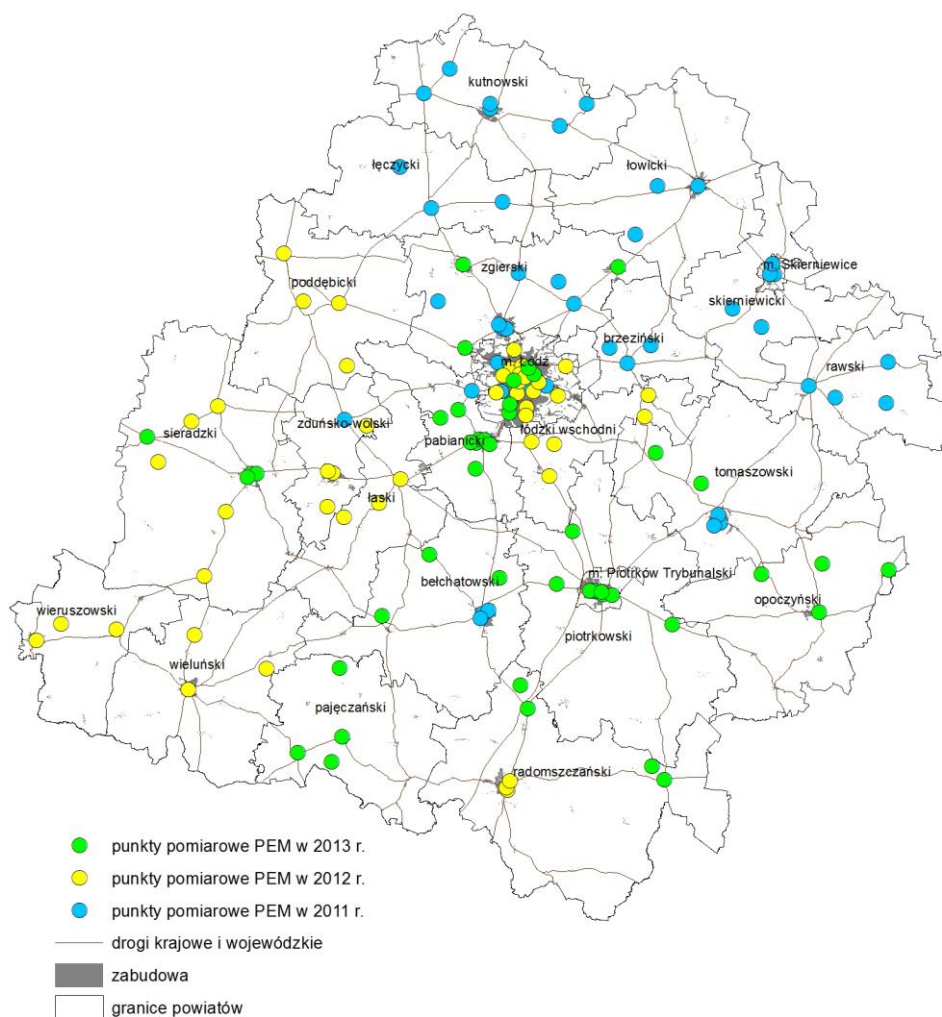 kutnowski
łęczycki
łowicki
m. Skierniewice
zgierski
poddębicki
skierniewicki
brzeziński
m. Łódź
rawski
zduńsko-wolski
łódzki wschodni
sieradzki
pabianicki
tomaszowski
łaski
m. Piotrków Trybunalski
bełchatowski
opoczyński
wieruszowski
piotrkowski
wieluński
pajęczański
radomszczański
punkty pomiarowe PEM w 2013 r.
punkty pomiarowe PEM w 2012 r.
punkty pomiarowe PEM w 2011 r.
drogi krajowe i wojewódzkie
zabudowa
granice powiatów